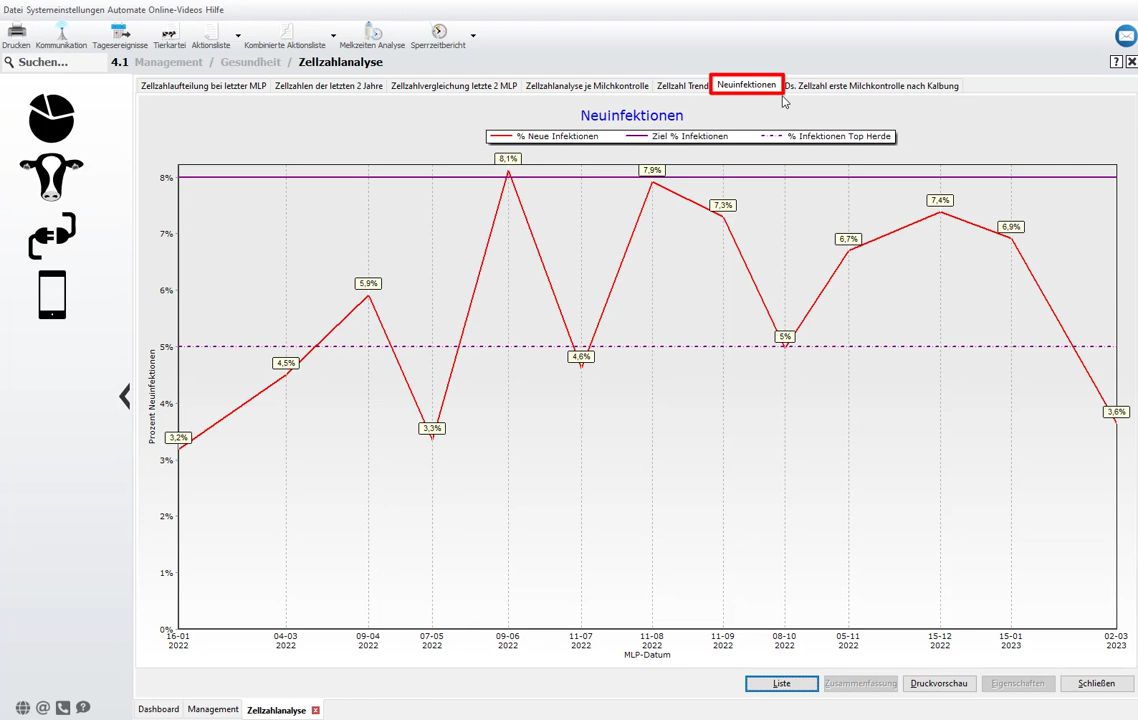 Datei Systemeinstellungen Automate Online-Videos Hilfe
Drucken Kommunikation Tagesereignisse Tierkartei Aktionsliste Kombinierte Aktionsliste Melkzeiten Analyse Sperrzeitbericht
Suchen... 4.1 Management / Gesundheit / Zellzahlanalyse ? X
Zellzahlaufteilung bei letzter MLP Zellzahlen der letzten 2 Jahre Zellzahlvergleichung letzte 2 MLP Zellzahlanalyse je Milchkontrolle Zellzahl Trend Neuinfektionen Ds. Zellzahl erste Milchkontrolle nach Kalbung
Neuinfektionen
% Neue Infektionen Ziel % Infektionen % Infektionen Top Herde
8,1%
7,9%
8%
7,4%
7,3%
6,9%
7%
6,7%
5,9%
6%
5%
5%
4,6%
4,5%
4%
3,6%
3,3%
3,2%
3%
2%
1%
0%
Prozent Neuinfektionen
16-01 04-03 09-04 07-05 09-06 11-07 11-08 11-09 08-10 05-11 15-12 15-01 02-03
2022 2022 2022 2022 2022 2022 2022 2022 2022 2022 2022 2023 2023
MLP-Datum
Liste Zusammenfassung Druckvorschau Eigenschaften Schließen
Dashboard Management Zellzahlanalyse x